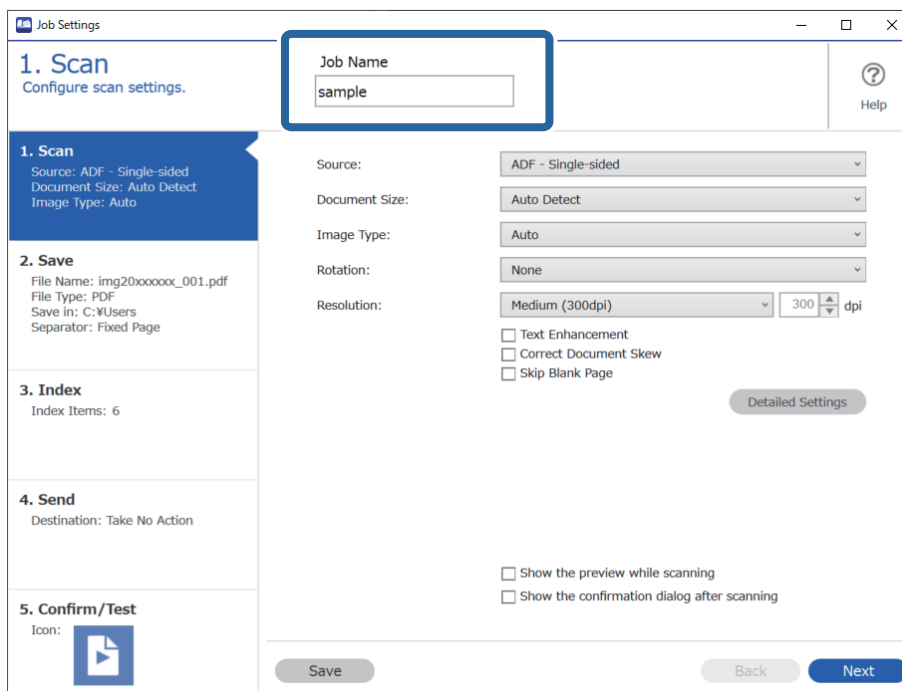 Job Settings
1. Scan
Configure scan settings.
Job Name
sample
Help
1. Scan
Source: ADF - Single-sided
Document Size: Auto Detect
Image Type: Auto
2. Save
File Name: img20xxxxxx_001.pdf
File Type: PDF
Save in: C:¥Users
Separator: Fixed Page
3. Index
Index Items: 6
4. Send
Destination: Take No Action
5. Confirm/Test
Icon:
Source: ADF - Single-sided
Document Size: Auto Detect
Image Type: Auto
Rotation: None
Resolution: Medium (300dpi) 300 dpi
Text Enhancement
Correct Document Skew
Skip Blank Page
Detailed Settings
Show the preview while scanning
Show the confirmation dialog after scanning
Save Back Next